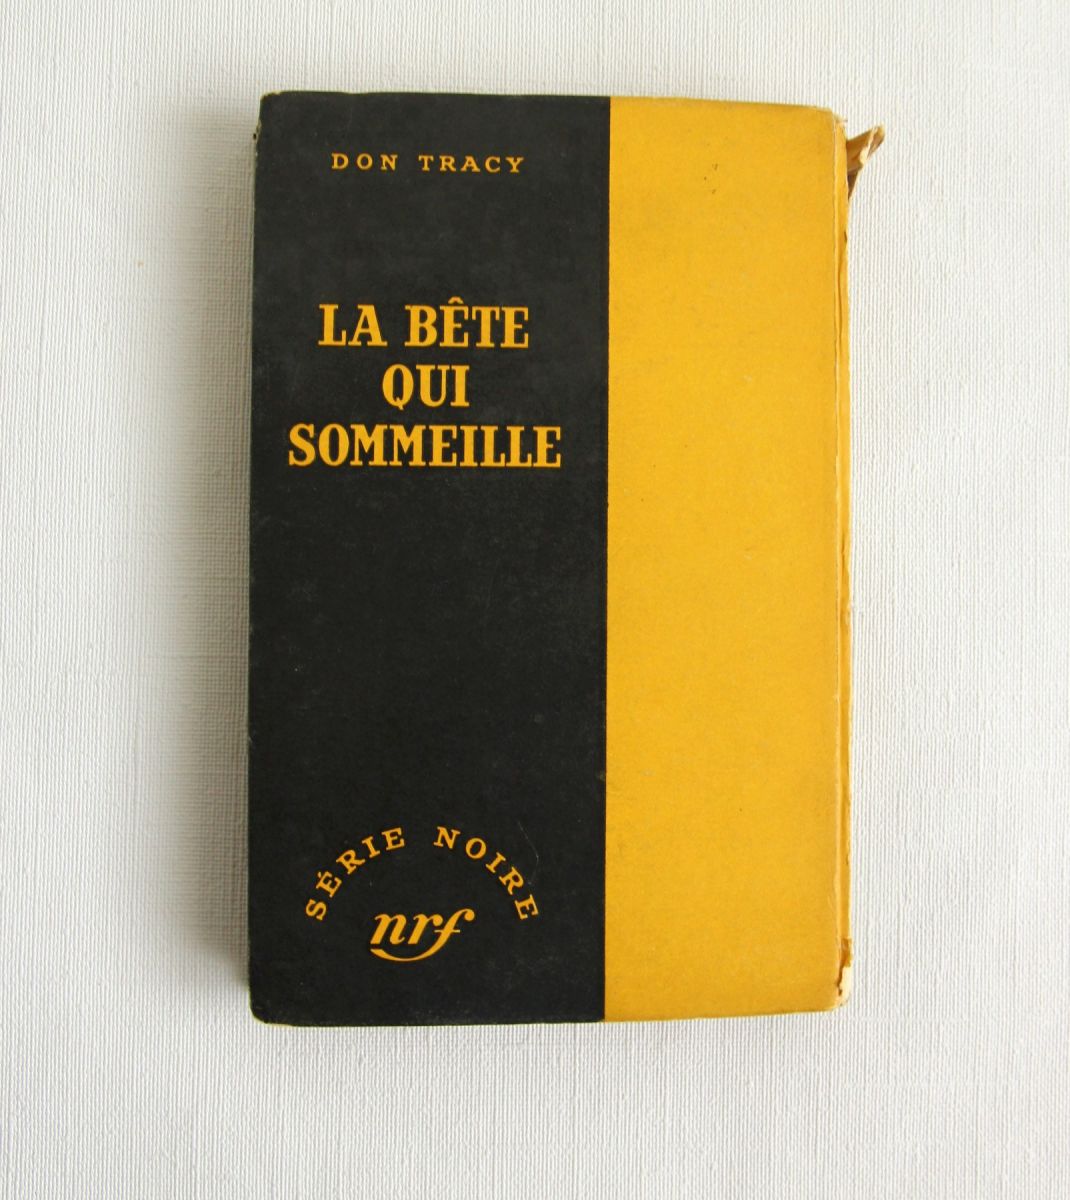 DON TRACY
LA BÊTE
QUI
SOMMEILLE
SÉRIE NOIRE
nrf